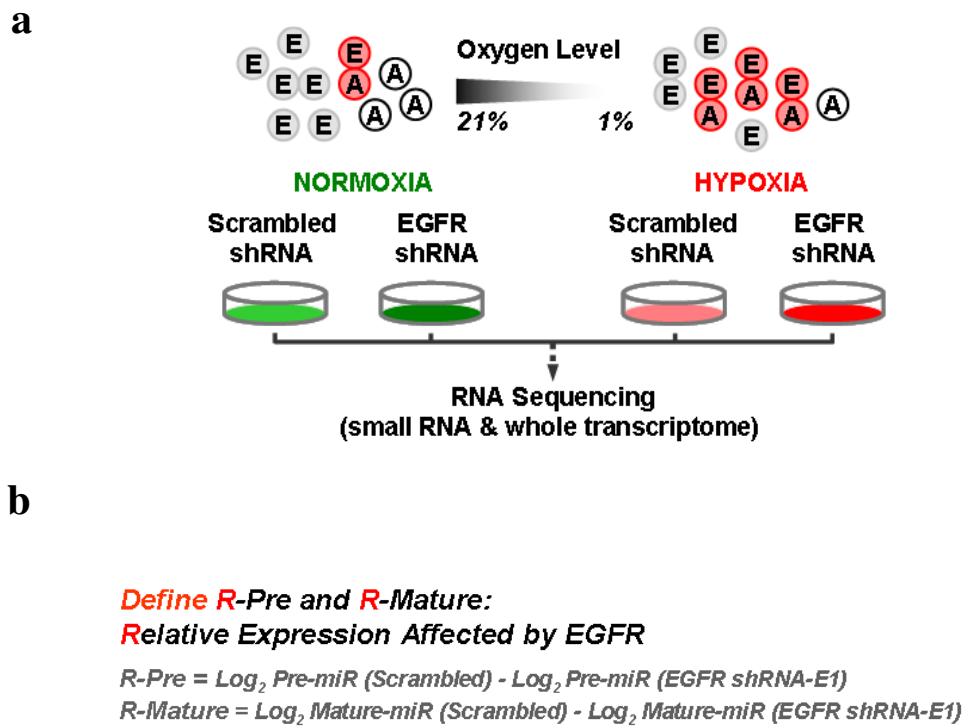 a
E E E A A A A
E E E E E
Oxygen Level
21% 1%
E E E E E E
A A A A E
NORMOXIA HYPOXIA
Scrambled shRNA EGFR shRNA Scrambled shRNA EGFR shRNA
RNA Sequencing
(small RNA & whole transcriptome)
b
Define R-Pre and R-Mature:
Relative Expression Affected by EGFR
R-Pre = Log2 Pre-miR (Scrambled) - Log2 Pre-miR (EGFR shRNA-E1)
R-Mature = Log2 Mature-miR (Scrambled) - Log2 Mature-miR (EGFR shRNA-E1)